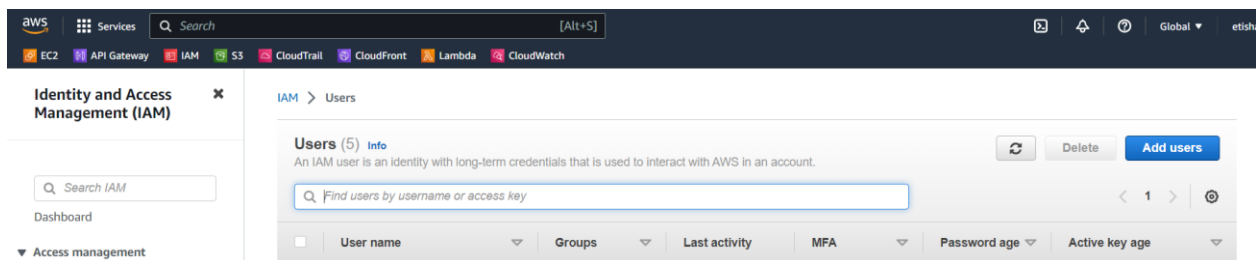 aws Services Search [Alt+S] Global etisha
EC2 API Gateway IAM S3 CloudTrail CloudFront Lambda CloudWatch
Identity and Access Management (IAM)
Search IAM
Dashboard
Access management
IAM > Users
Users (5) Info
An IAM user is an identity with long-term credentials that is used to interact with AWS in an account.
Delete Add users
Find users by username or access key
< 1 >
User name Groups Last activity MFA Password age Active key age